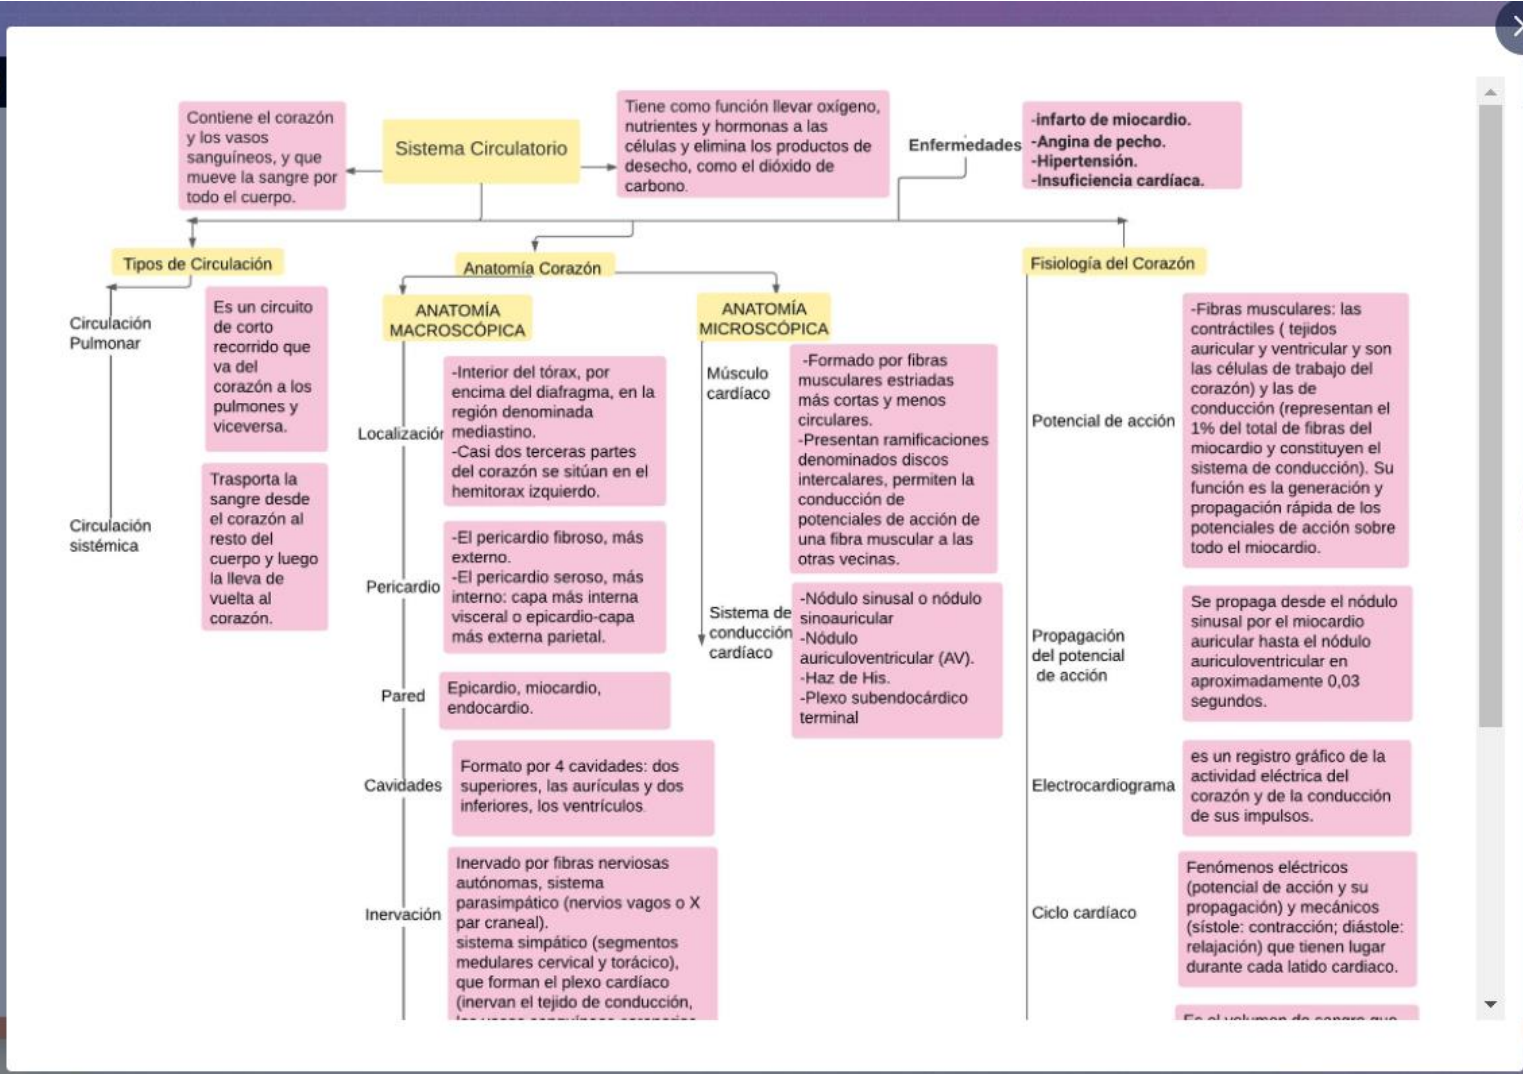 Contiene el corazón
y los vasos
sanguíneos, y que
mueve la sangre por
todo el cuerpo.
Sistema Circulatorio
Tiene como función llevar oxígeno,
nutrientes y hormonas a las
células y elimina los productos de
desecho, como el dióxido de
carbono.
Enfermedades
-infarto de miocardio.
-Angina de pecho.
-Hipertensión.
-Insuficiencia cardíaca.
Tipos de Circulación
Circulación
Pulmonar
Es un circuito
de corto
recorrido que
va del
corazón a los
pulmones y
viceversa.
Circulación
sistémica
Trasporta la
sangre desde
el corazón al
resto del
cuerpo y luego
la lleva de
vuelta al
corazón.
Anatomía Corazón
ANATOMÍA
MACROSCÓPICA
Localización
-Interior del tórax, por
encima del diafragma, en la
región denominada
mediastino.
-Casi dos terceras partes
del corazón se sitúan en el
hemitorax izquierdo.
Pericardio
-El pericardio fibroso, más
externo.
-El pericardio seroso, más
interno: capa más interna
visceral o epicardio-capa
más externa parietal.
Pared
Epicardio, miocardio,
endocardio.
Cavidades
Formato por 4 cavidades: dos
superiores, las aurículas y dos
inferiores, los ventrículos.
Inervación
Inervado por fibras nerviosas
autónomas, sistema
parasimpático (nervios vagos o X
par craneal).
sistema simpático (segmentos
medulares cervical y torácico),
que forman el plexo cardíaco
(inervan el tejido de conducción,
ANATOMÍA
MICROSCÓPICA
Músculo
cardíaco
-Formado por fibras
musculares estriadas
más cortas y menos
circulares.
-Presentan ramificaciones
denominados discos
intercalares, permiten la
conducción de
potenciales de acción de
una fibra muscular a las
otras vecinas.
Sistema de
conducción
cardíaco
-Nódulo sinusal o nódulo
sinoauricular
-Nódulo
auriculoventricular (AV).
-Haz de His.
-Plexo subendocárdico
terminal
Fisiología del Corazón
Potencial de acción
-Fibras musculares: las
contráctiles ( tejidos
auricular y ventricular y son
las células de trabajo del
corazón) y las de
conducción (representan el
1% del total de fibras del
miocardio y constituyen el
sistema de conducción). Su
función es la generación y
propagación rápida de los
potenciales de acción sobre
todo el miocardio.
Propagación
del potencial
de acción
Se propaga desde el nódulo
sinusal por el miocardio
auricular hasta el nódulo
auriculoventricular en
aproximadamente 0,03
segundos.
Electrocardiograma
es un registro gráfico de la
actividad eléctrica del
corazón y de la conducción
de sus impulsos.
Ciclo cardíaco
Fenómenos eléctricos
(potencial de acción y su
propagación) y mecánicos
(sístole: contracción; diástole:
relajación) que tienen lugar
durante cada latido cardiaco.